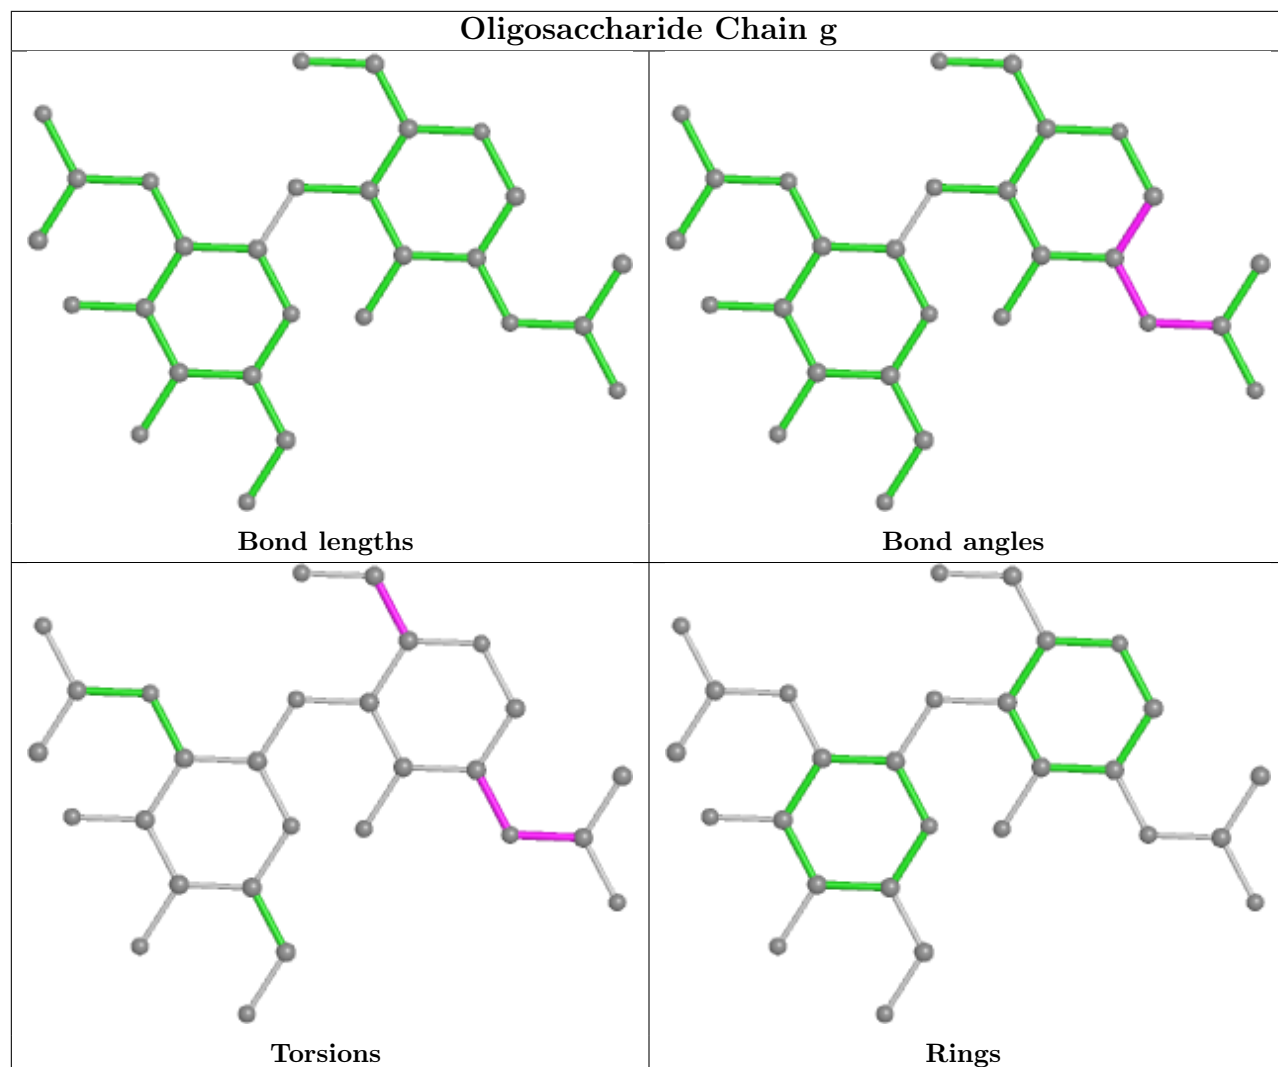 Oligosaccharide Chain g
Bond lengths
Bond angles
Torsions
Rings